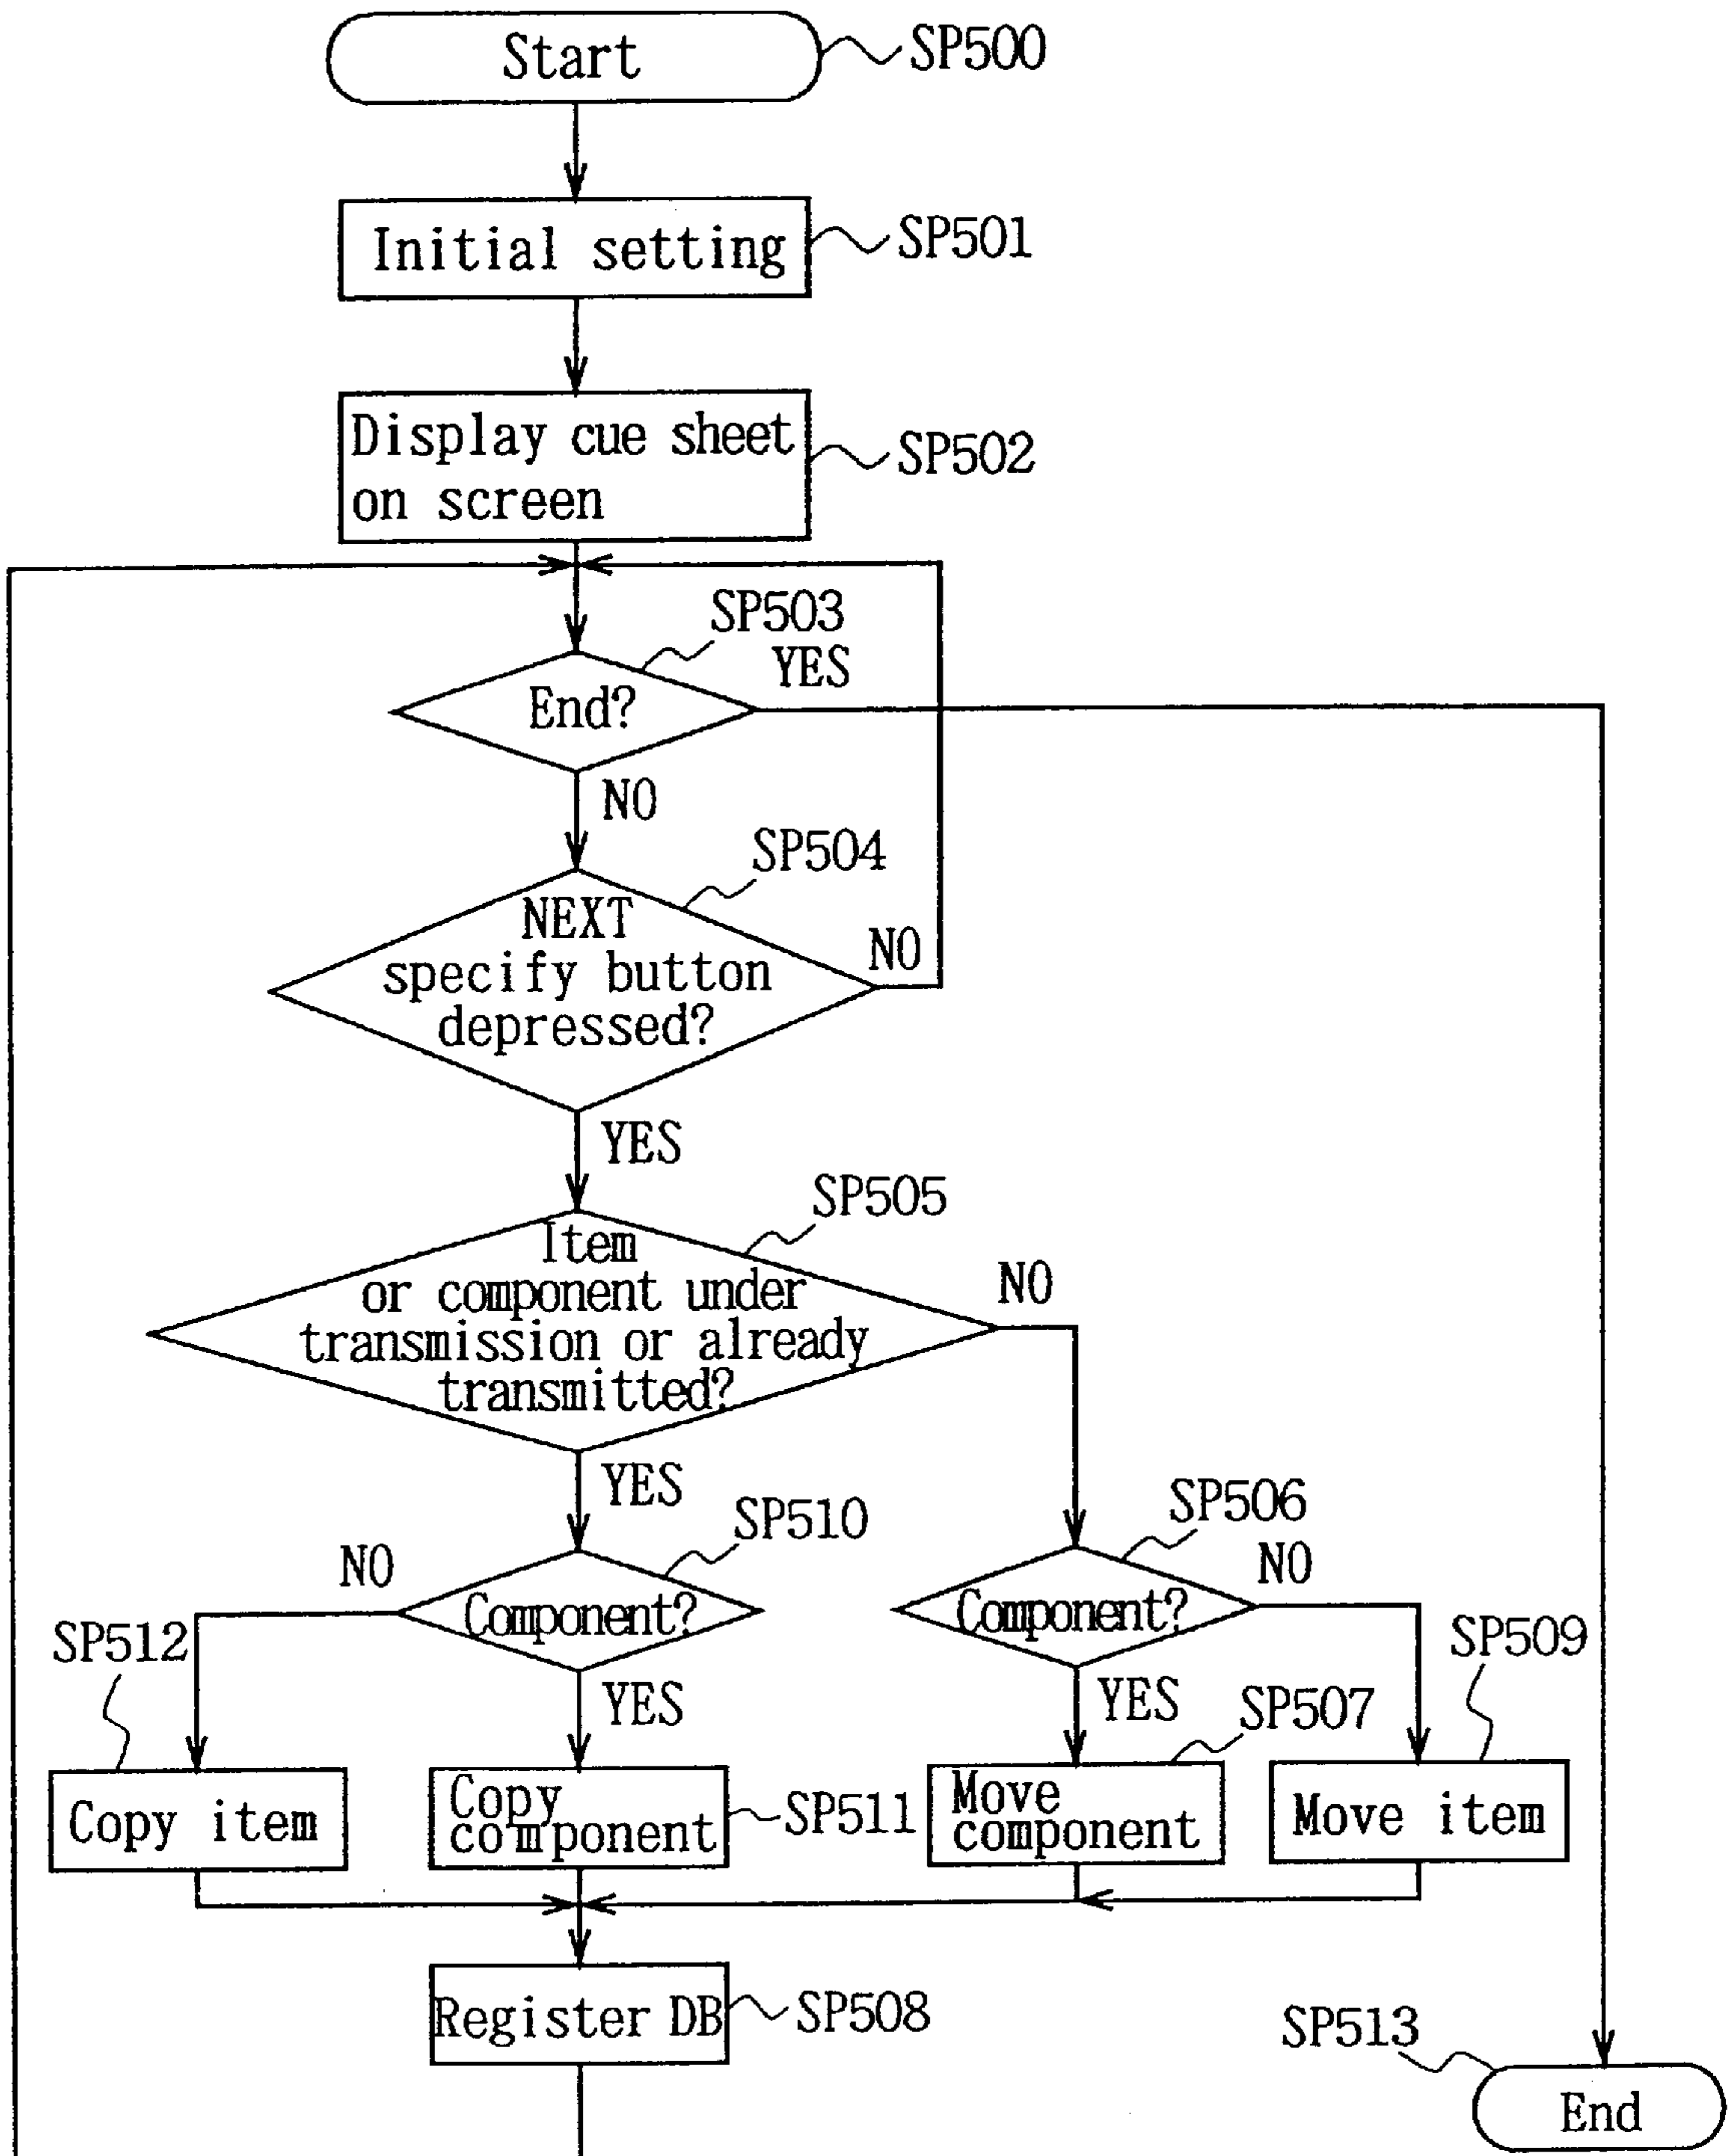 Start
SP500
Initial setting
SP501
Display cue sheet
on screen
SP502
SP503
YES
End?
NO
SP504
NEXT
specify button
depressed?
NO
YES
SP505
Item
or component under
transmission or already
transmitted?
NO
YES
SP510
SP506
NO
Component?
Component?
NO
SP512
YES
YES
SP507
SP509
Copy item
Copy
component
SP511
Move
component
Move item
Register DB
SP508
SP513
End